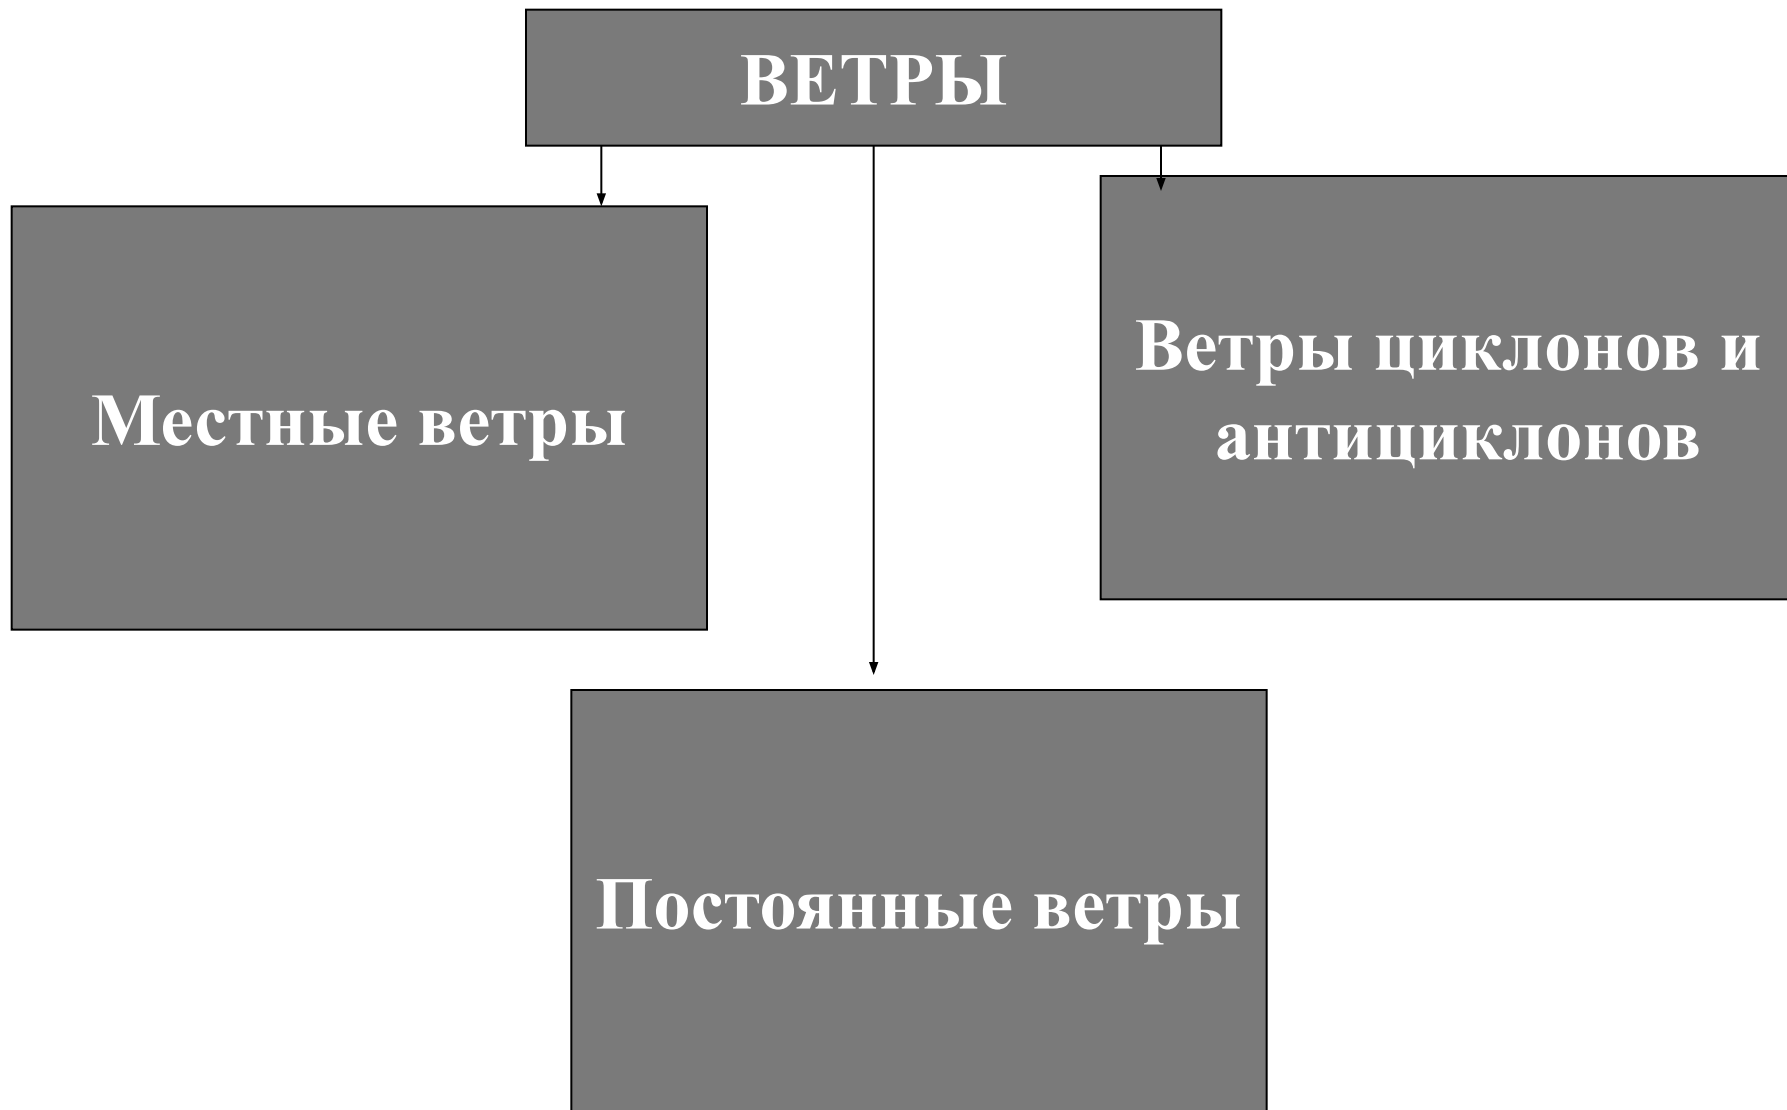 ВЕТРЫ
Местные ветры
Ветры циклонов и
антициклонов
Постоянные ветры